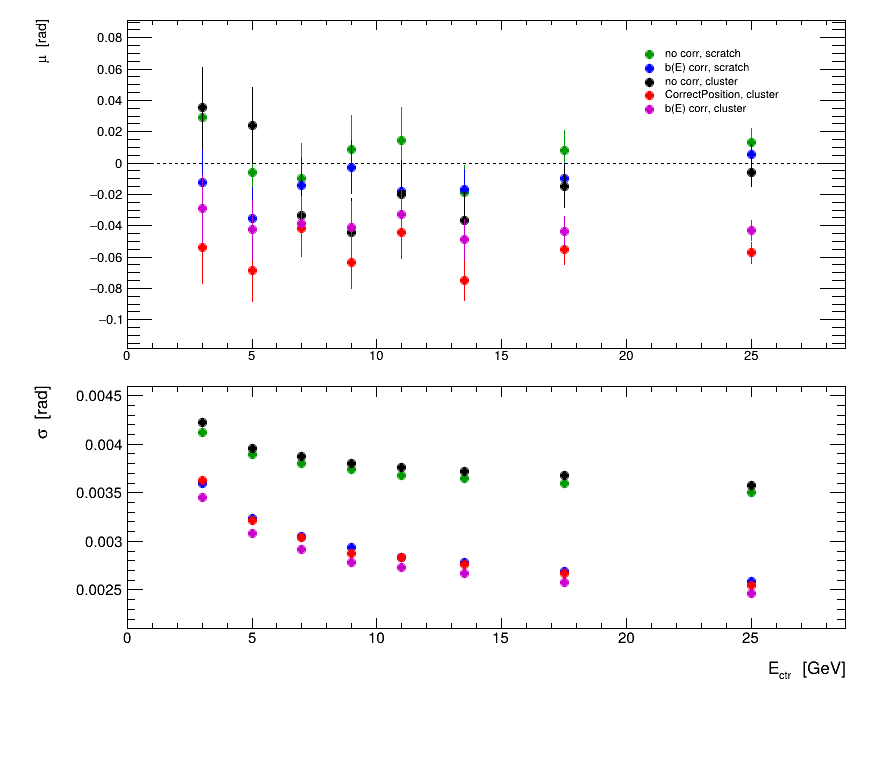 μ [rad]
0.08
0.06
0.04
0.02
0
−0.02
−0.04
−0.06
−0.08
−0.1
no corr, scratch
b(E) corr, scratch
no corr, cluster
CorrectPosition, cluster
b(E) corr, cluster
0 5 10 15 20 25
σ [rad]
0.0045
0.004
0.0035
0.003
0.0025
0 5 10 15 20 25
E_ctr [GeV]